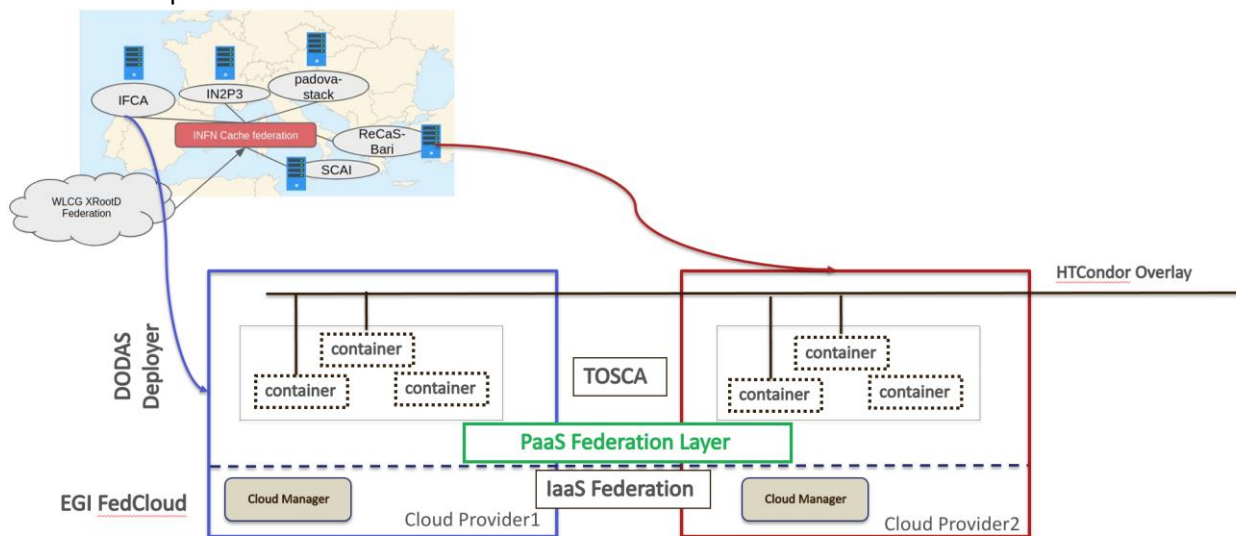 IFCA
IN2P3
padova-
stack
INFN Cache federation
ReCaS-
Bari
SCAI
WLCG XRootD
Federation
HTCondor Overlay
DODAS
Deployer
container
container
container
TOSCA
container
container
container
PaaS Federation Layer
EGI FedCloud
Cloud Manager
IaaS Federation
Cloud Manager
Cloud Provider1
Cloud Provider2